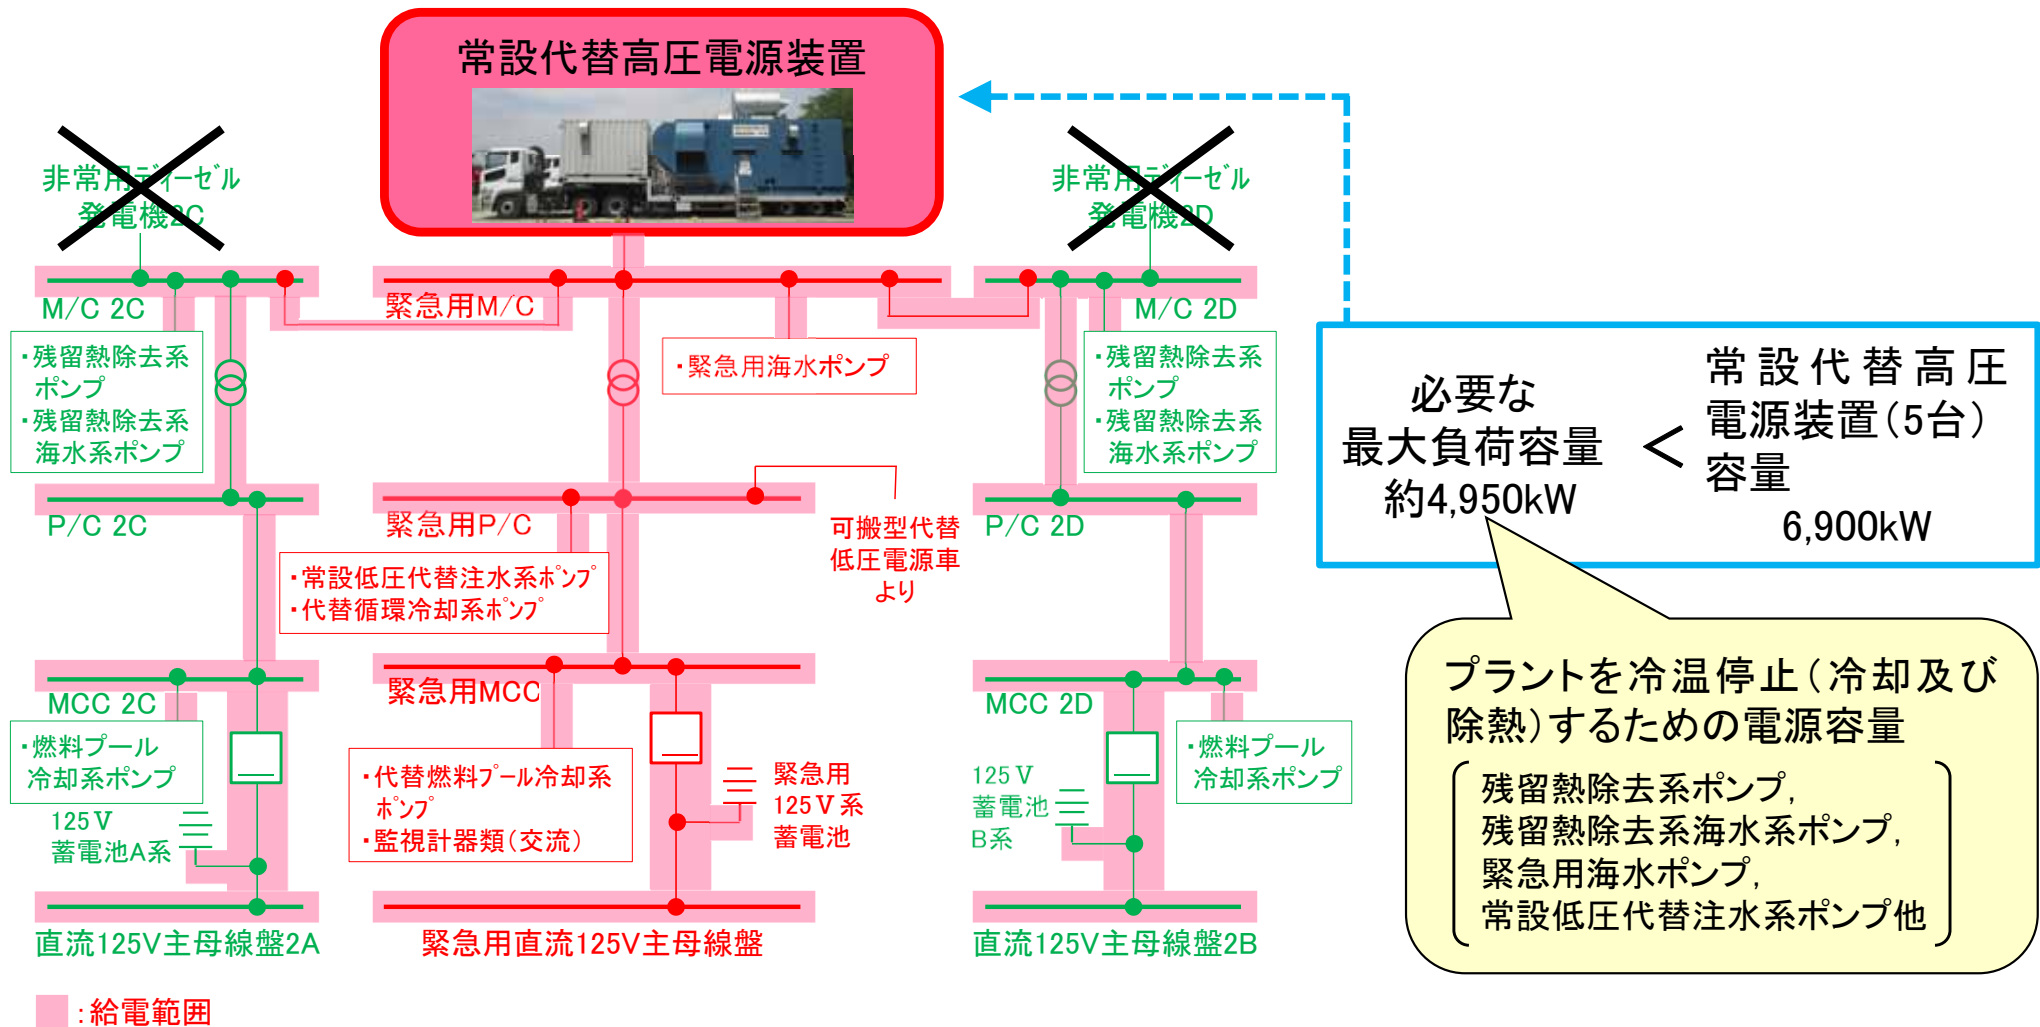 常設代替高圧電源装置
非常用ディーゼル
発電機2C
非常用ディーゼル
発電機2D
M/C 2C
緊急用M/C
M/C 2D
・残留熱除去系
ポンプ
・残留熱除去系
海水系ポンプ
・緊急用海水ポンプ
・残留熱除去系
ポンプ
・残留熱除去系
海水系ポンプ
必要な
最大負荷容量
約4,950kW
＜
常設代替高圧
電源装置（5台）
容量
6,900kW
P/C 2C
緊急用P/C
可搬型代替
低圧電源車
より
P/C 2D
・常設低圧代替注水系ポンプ
・代替循環冷却系ポンプ
MCC 2C
緊急用MCC
MCC 2D
・燃料プール
冷却系ポンプ
125V
蓄電池A系
・代替燃料プール冷却系
ポンプ
・監視計器類（交流）
緊急用
125V系
蓄電池
125V
蓄電池
B系
・燃料プール
冷却系ポンプ
プラントを冷温停止（冷却及び
除熱）するための電源容量
残留熱除去系ポンプ，
残留熱除去系海水系ポンプ，
緊急用海水ポンプ，
常設低圧代替注水系ポンプ他
直流125V主母線盤2A
緊急用直流125V主母線盤
直流125V主母線盤2B
：給電範囲